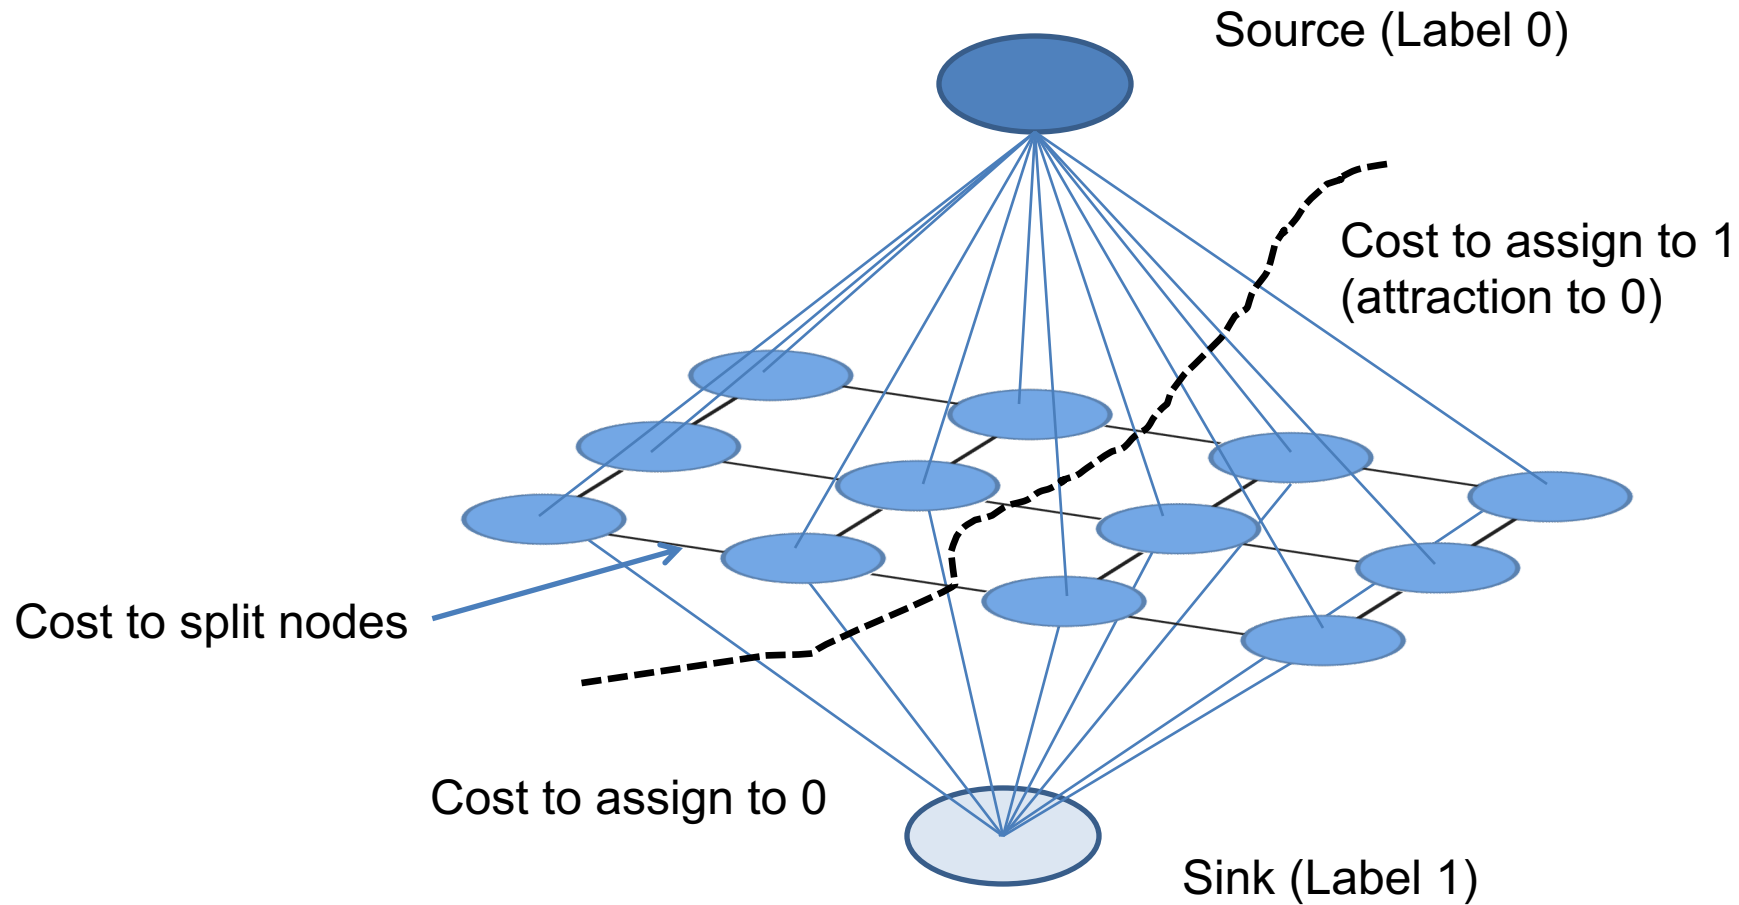 Source (Label 0)
Cost to assign to 1
(attraction to 0)
Cost to split nodes
Cost to assign to 0
Sink (Label 1)